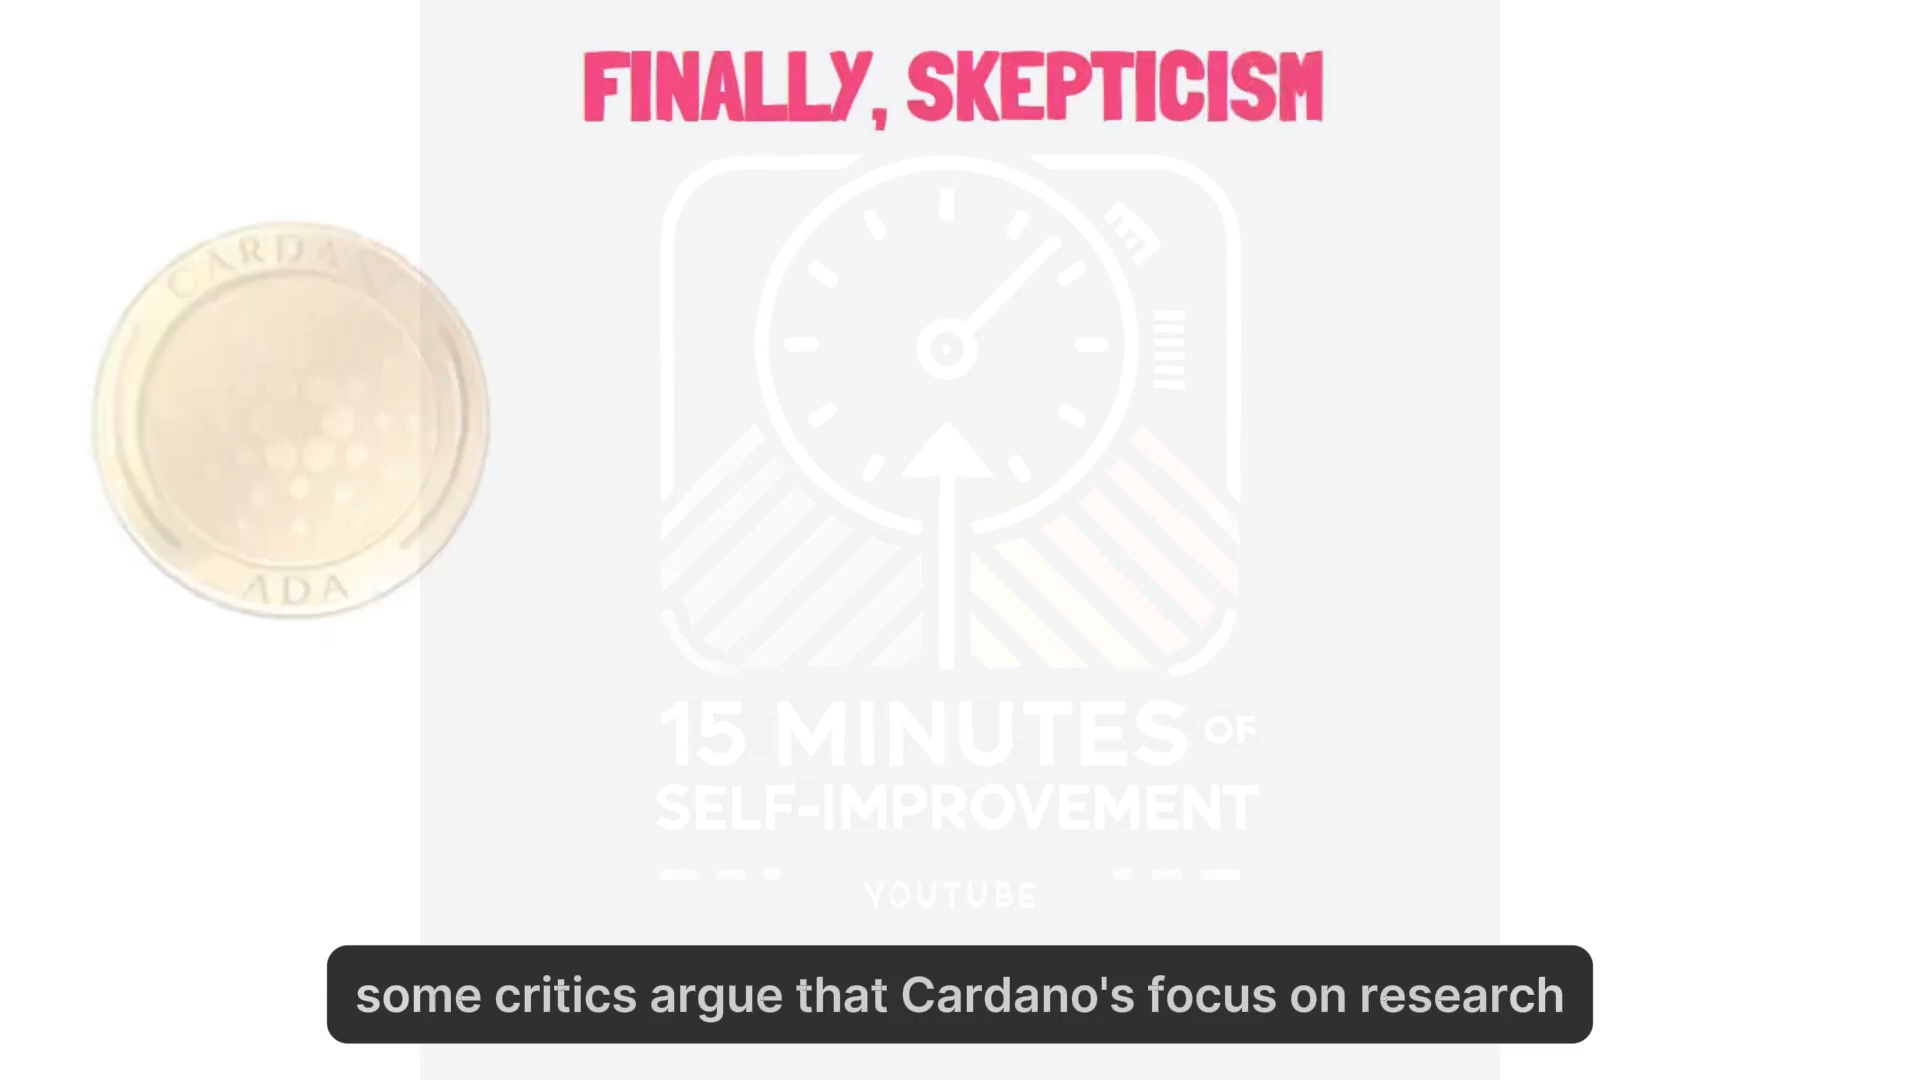 FINALLY, SKEPTICISM
CARDANO
ADA
15 MINUTES OF
SELF-IMPROVEMENT
YOUTUBE
some critics argue that Cardano's focus on research